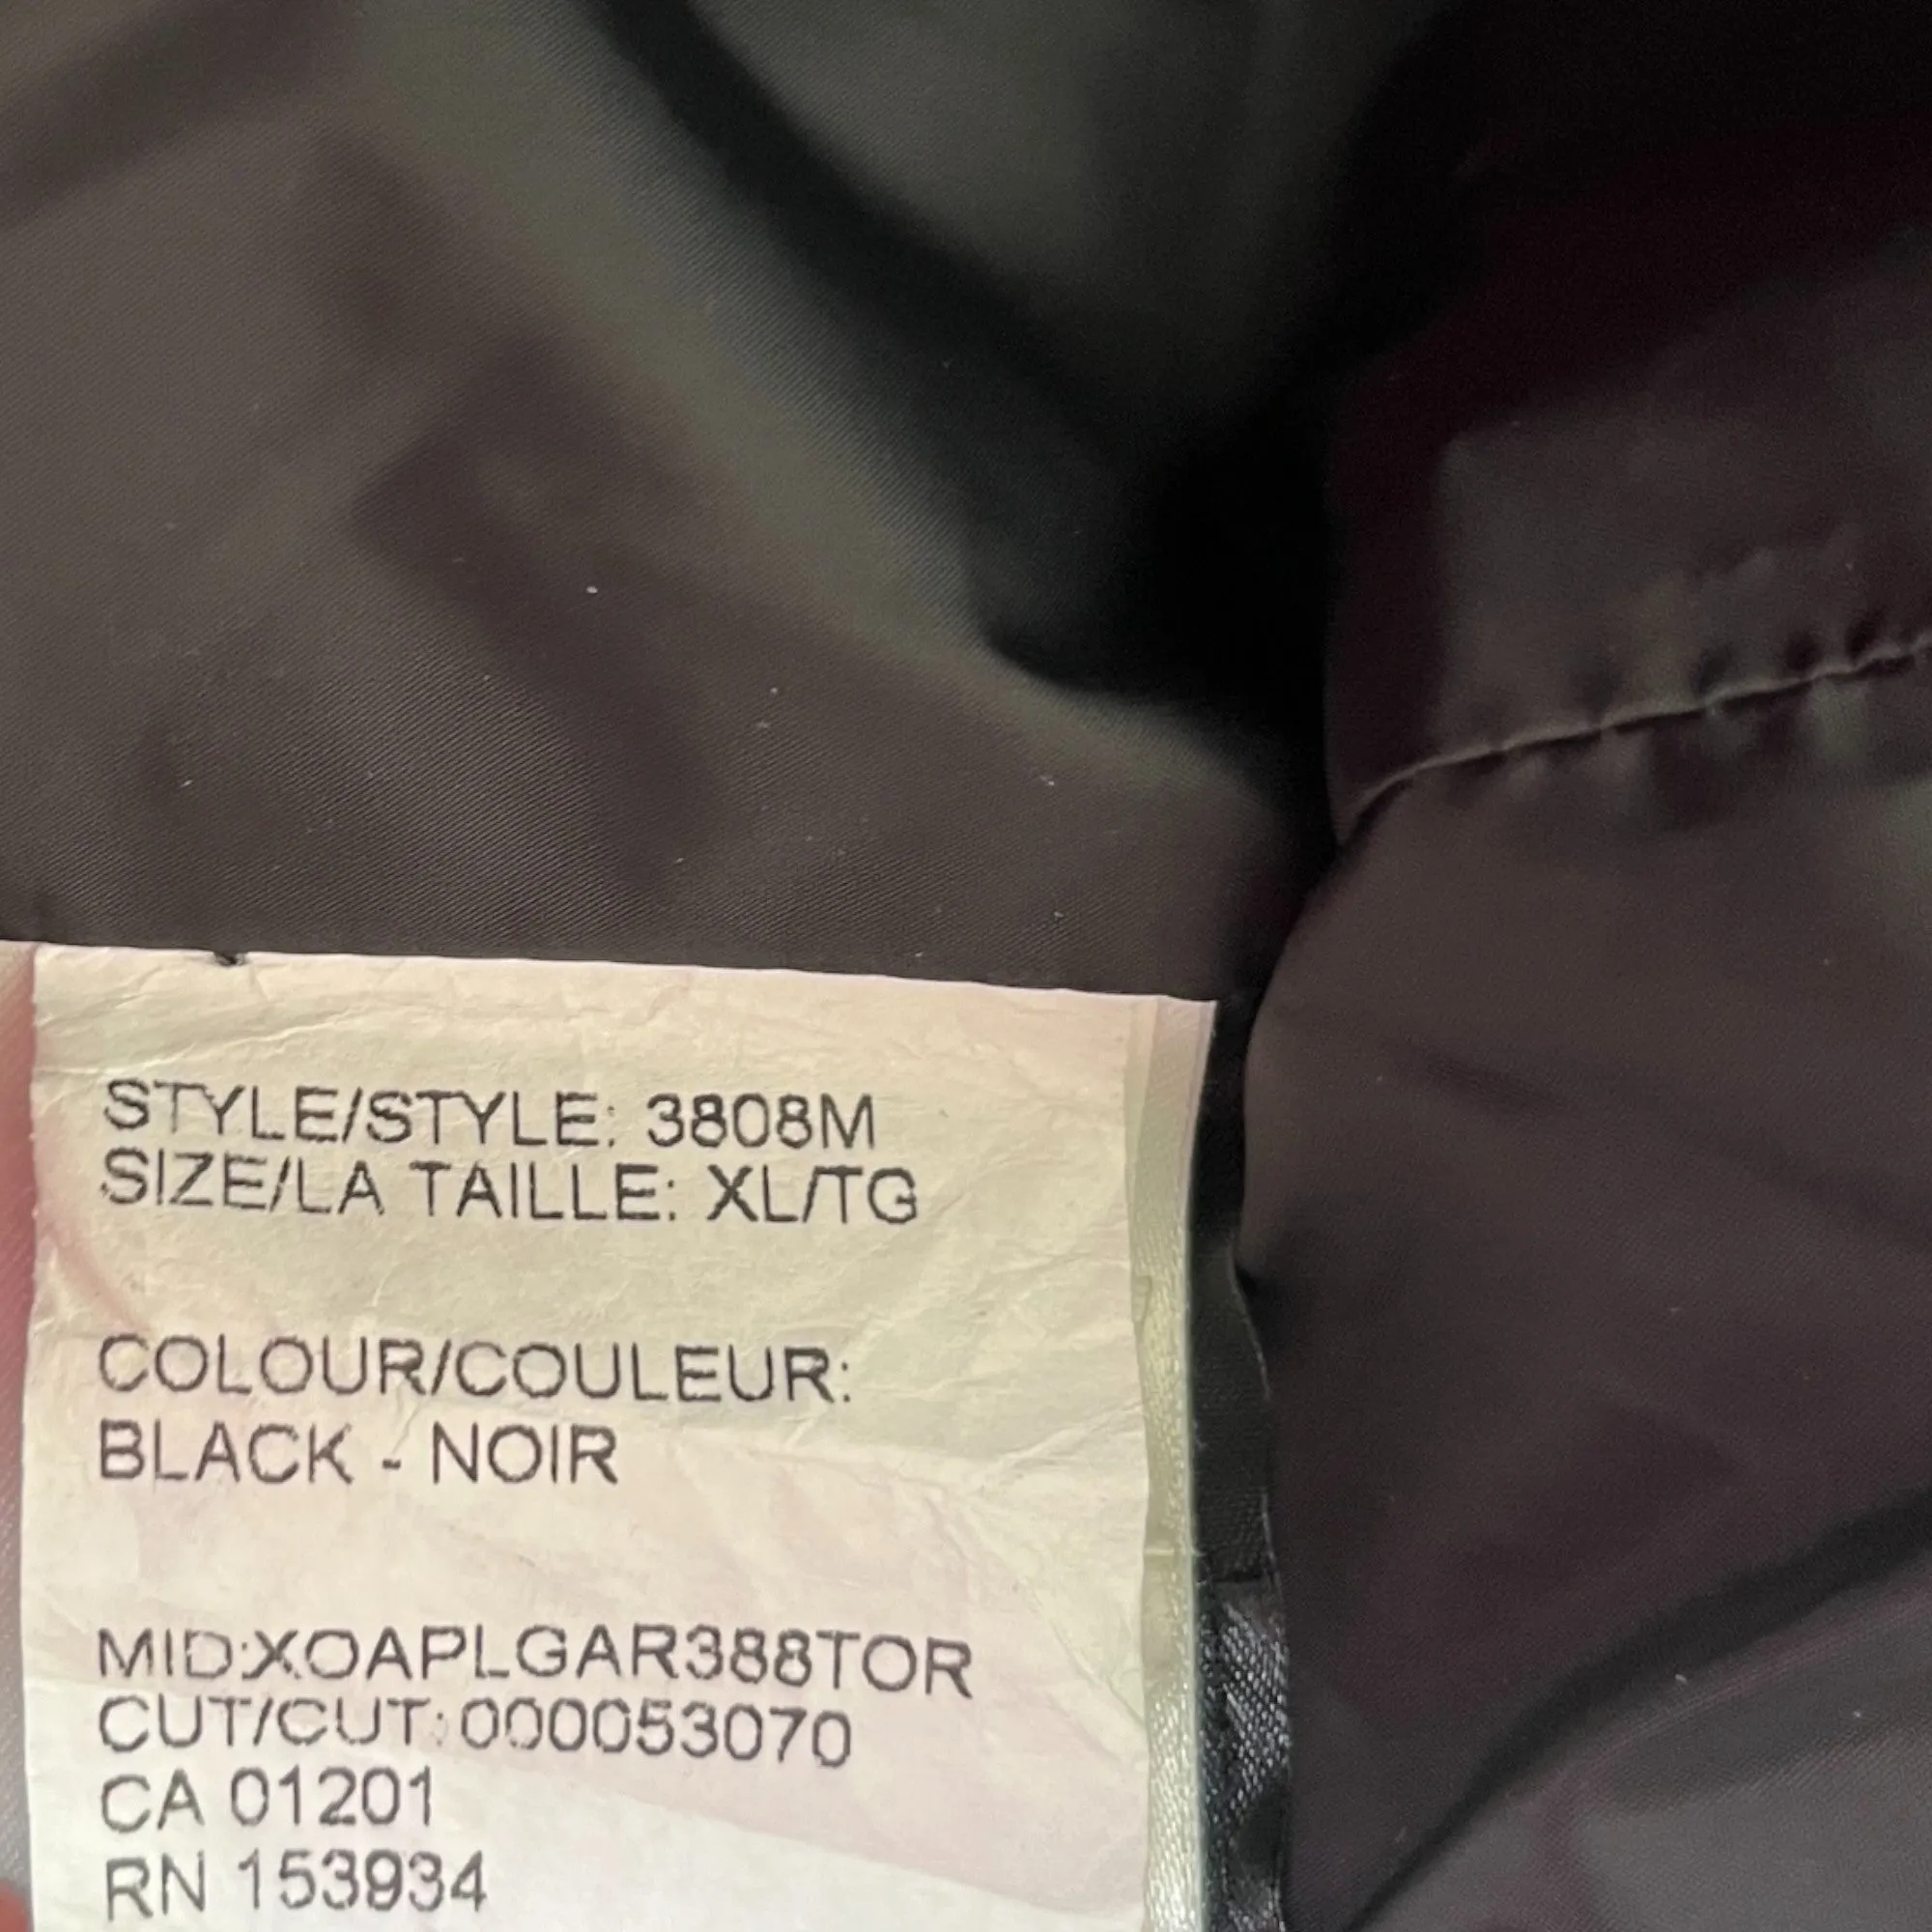 STYLE/STYLE: 3808M
SIZE/LA TAILLE: XL/TG
COLOUR/COULEUR:
BLACK - NOIR
MID:XOAPLGAR388TOR
CUT/CUT:000053070
CA 01201
RN 153934